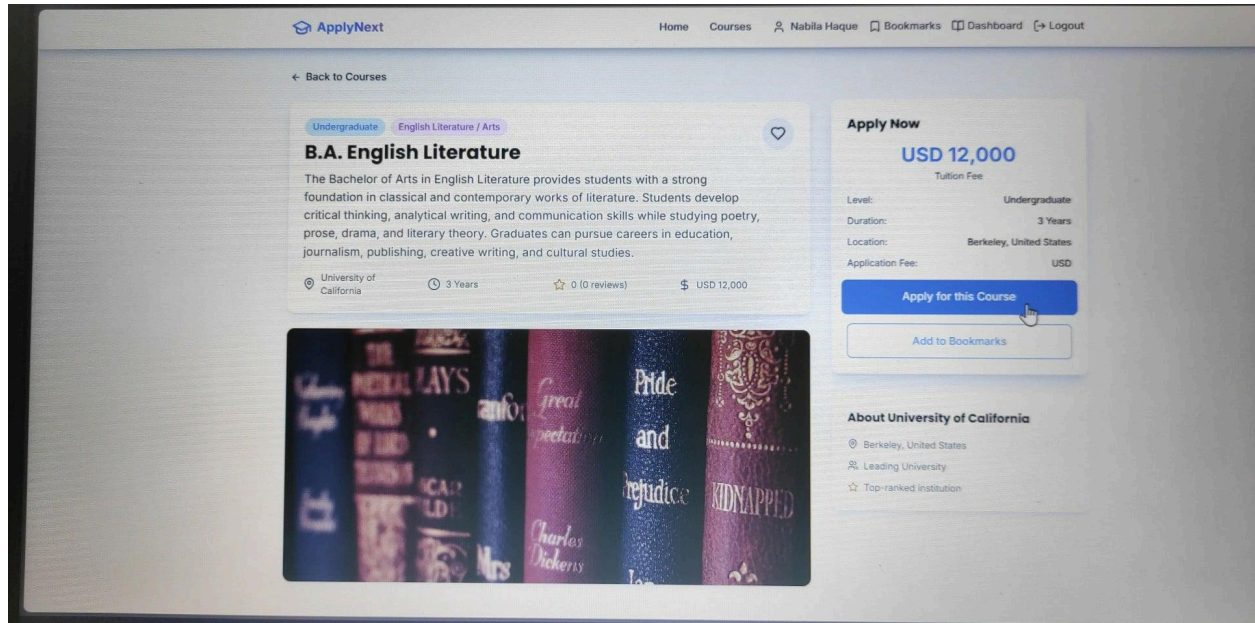 ApplyNext
Home Courses Nabila Haque Bookmarks Dashboard Logout
← Back to Courses
Undergraduate English Literature / Arts
B.A. English Literature
The Bachelor of Arts in English Literature provides students with a strong
foundation in classical and contemporary works of literature. Students develop
critical thinking, analytical writing, and communication skills while studying poetry,
prose, drama, and literary theory. Graduates can pursue careers in education,
journalism, publishing, creative writing, and cultural studies.
University of
California
3 Years
0 (0 reviews)
$ USD 12,000
Apply Now
USD 12,000
Tuition Fee
Level: Undergraduate
Duration: 3 Years
Location: Berkeley, United States
Application Fee: USD
Apply for this Course
Add to Bookmarks
About University of California
Berkeley, United States
Leading University
Top-ranked institution
LAYS
Great
Charles
Dickens
Pride
and
Prejudice
KIDNAPPED
Mrs